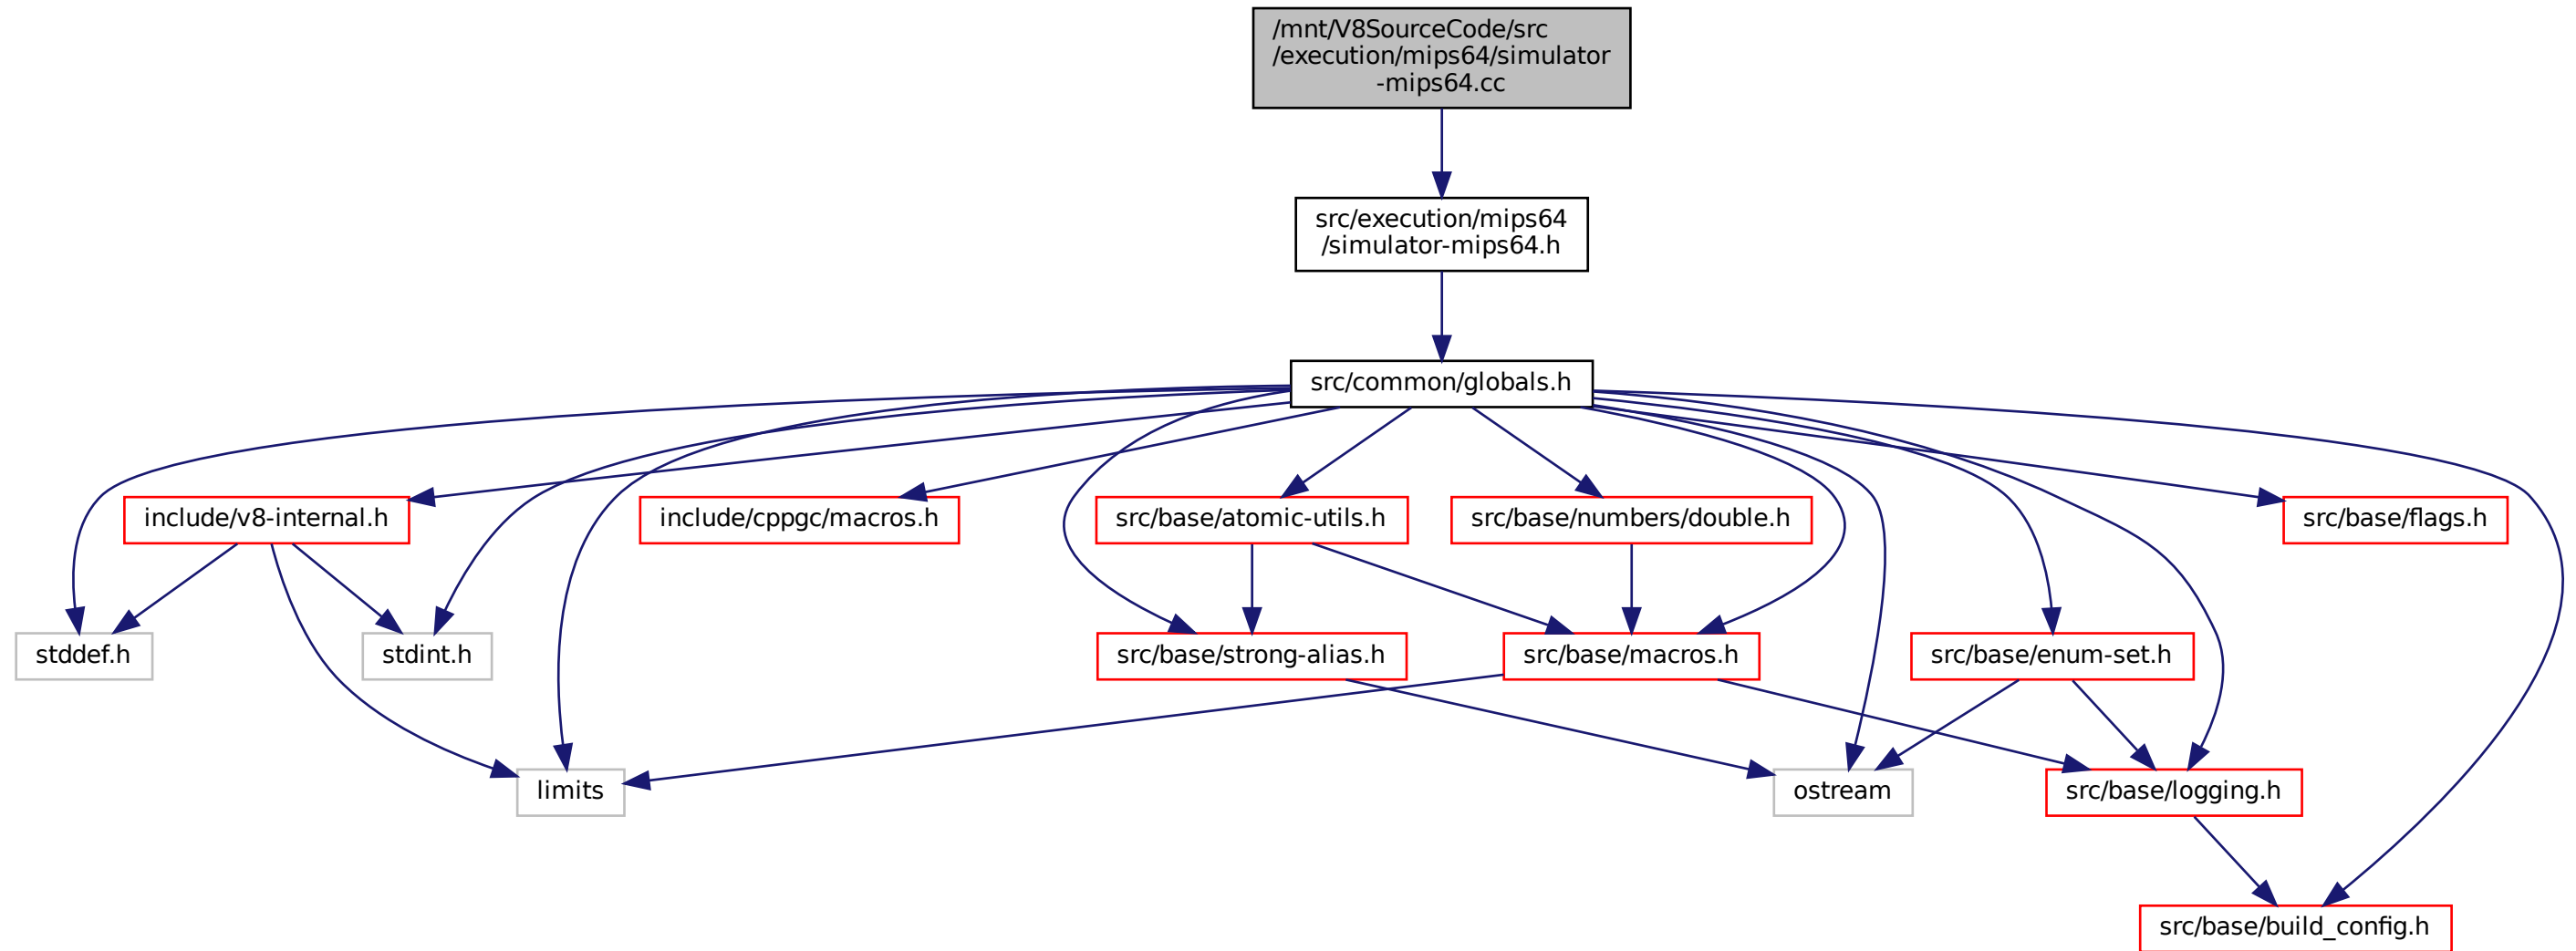 /mnt/V8SourceCode/src
/execution/mips64/simulator
-mips64.cc
src/execution/mips64
/simulator-mips64.h
src/common/globals.h
include/v8-internal.h
include/cppgc/macros.h
src/base/atomic-utils.h
src/base/numbers/double.h
src/base/flags.h
stddef.h
stdint.h
src/base/strong-alias.h
src/base/macros.h
src/base/enum-set.h
limits
ostream
src/base/logging.h
src/base/build_config.h